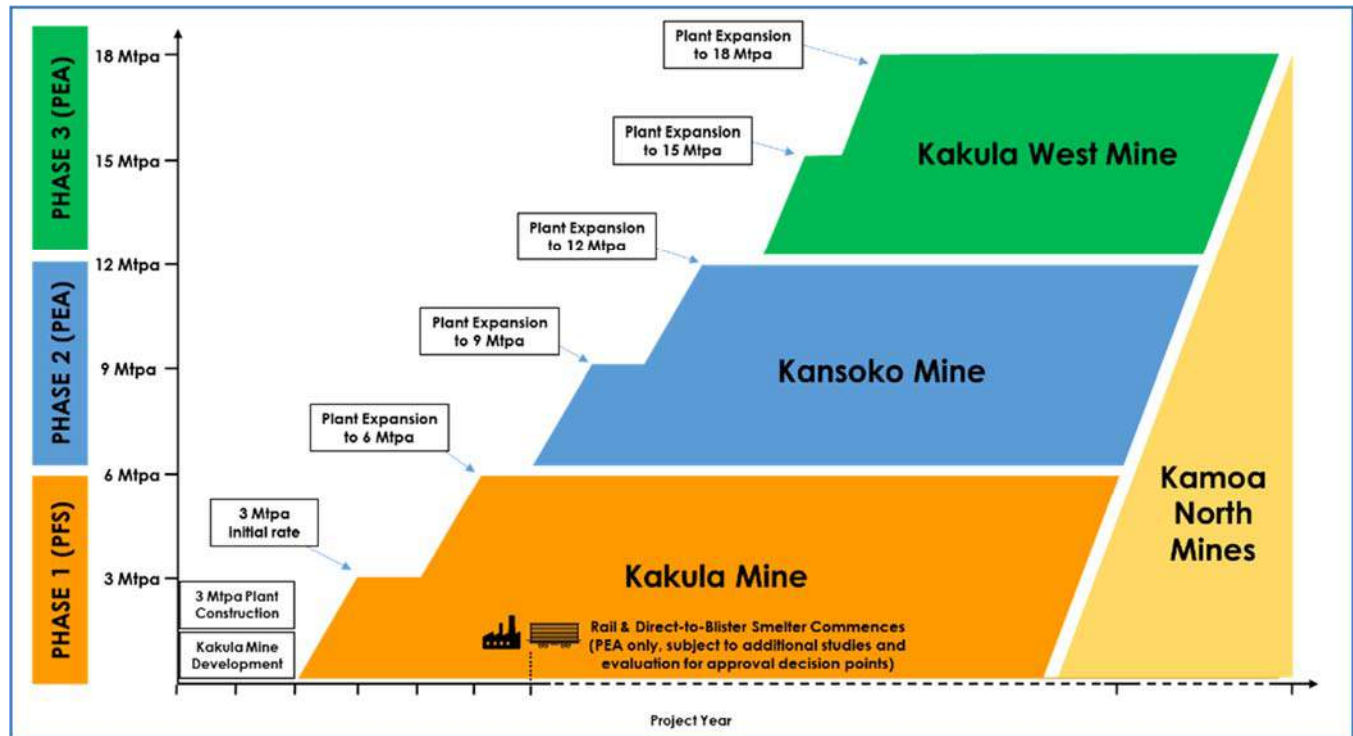 PHASE 3 (PEA)
PHASE 2 (PEA)
PHASE 1 (PFS)
18 Mtpa
15 Mtpa
12 Mtpa
9 Mtpa
6 Mtpa
3 Mtpa
Plant Expansion
to 18 Mtpa
Plant Expansion
to 15 Mtpa
Plant Expansion
to 12 Mtpa
Plant Expansion
to 9 Mtpa
Plant Expansion
to 6 Mtpa
3 Mtpa
initial rate
3 Mtpa Plant
Construction
Kakula Mine
Development
Kakula West Mine
Kansoko Mine
Kakula Mine
Kamoa
North
Mines
Rail & Direct-to-Blister Smelter Commences
(PEA only, subject to additional studies and
evaluation for approval decision points)
Project Year